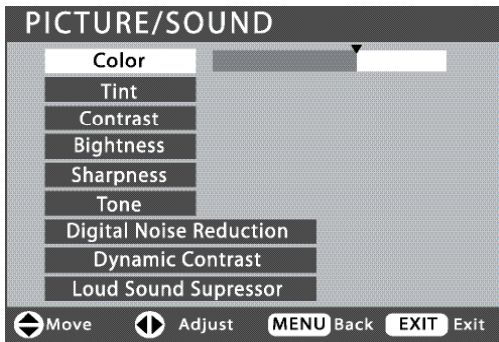 PICTURE/SOUND
Color
Tint
Contrast
Bightness
Sharpness
Tone
Digital Noise Reduction
Dynamic Contrast
Loud Sound Supressor
Move Adjust MENU Back EXIT Exit